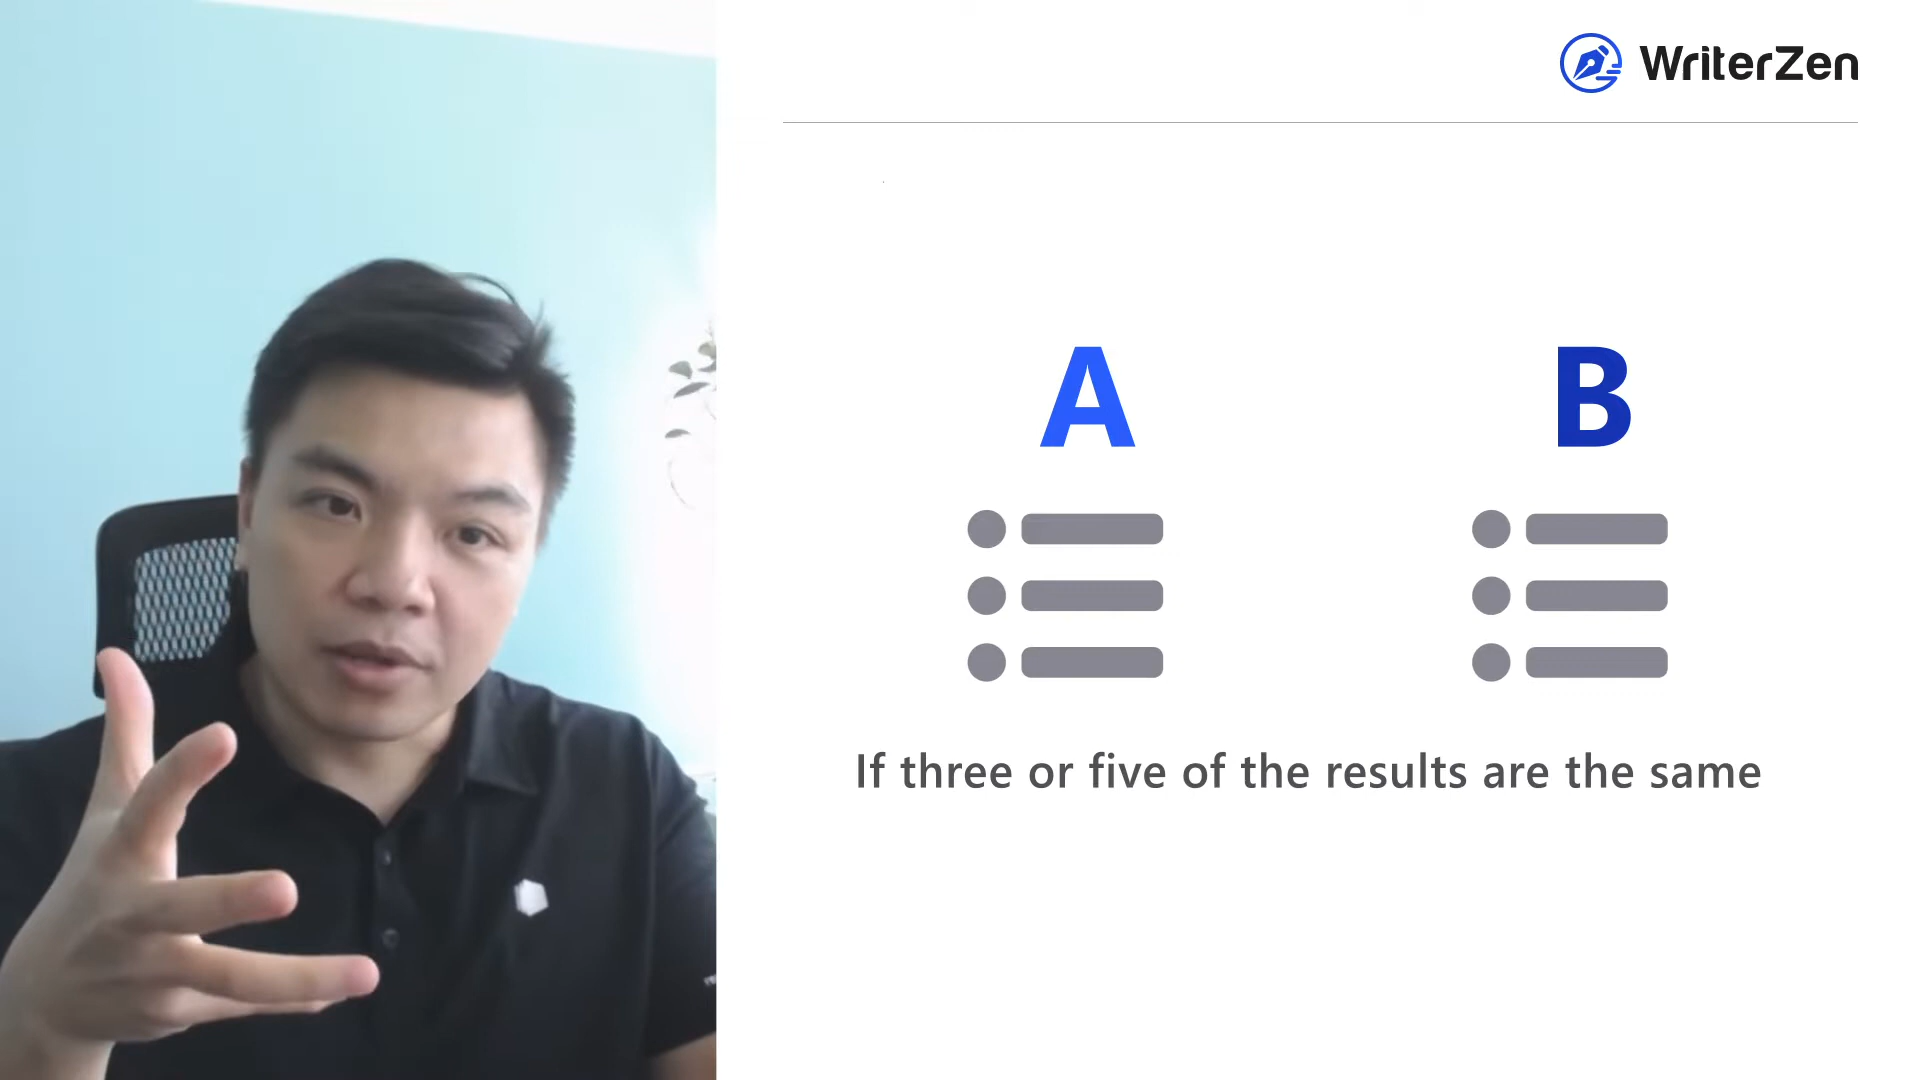 WriterZen
A
B
If three or five of the results are the same